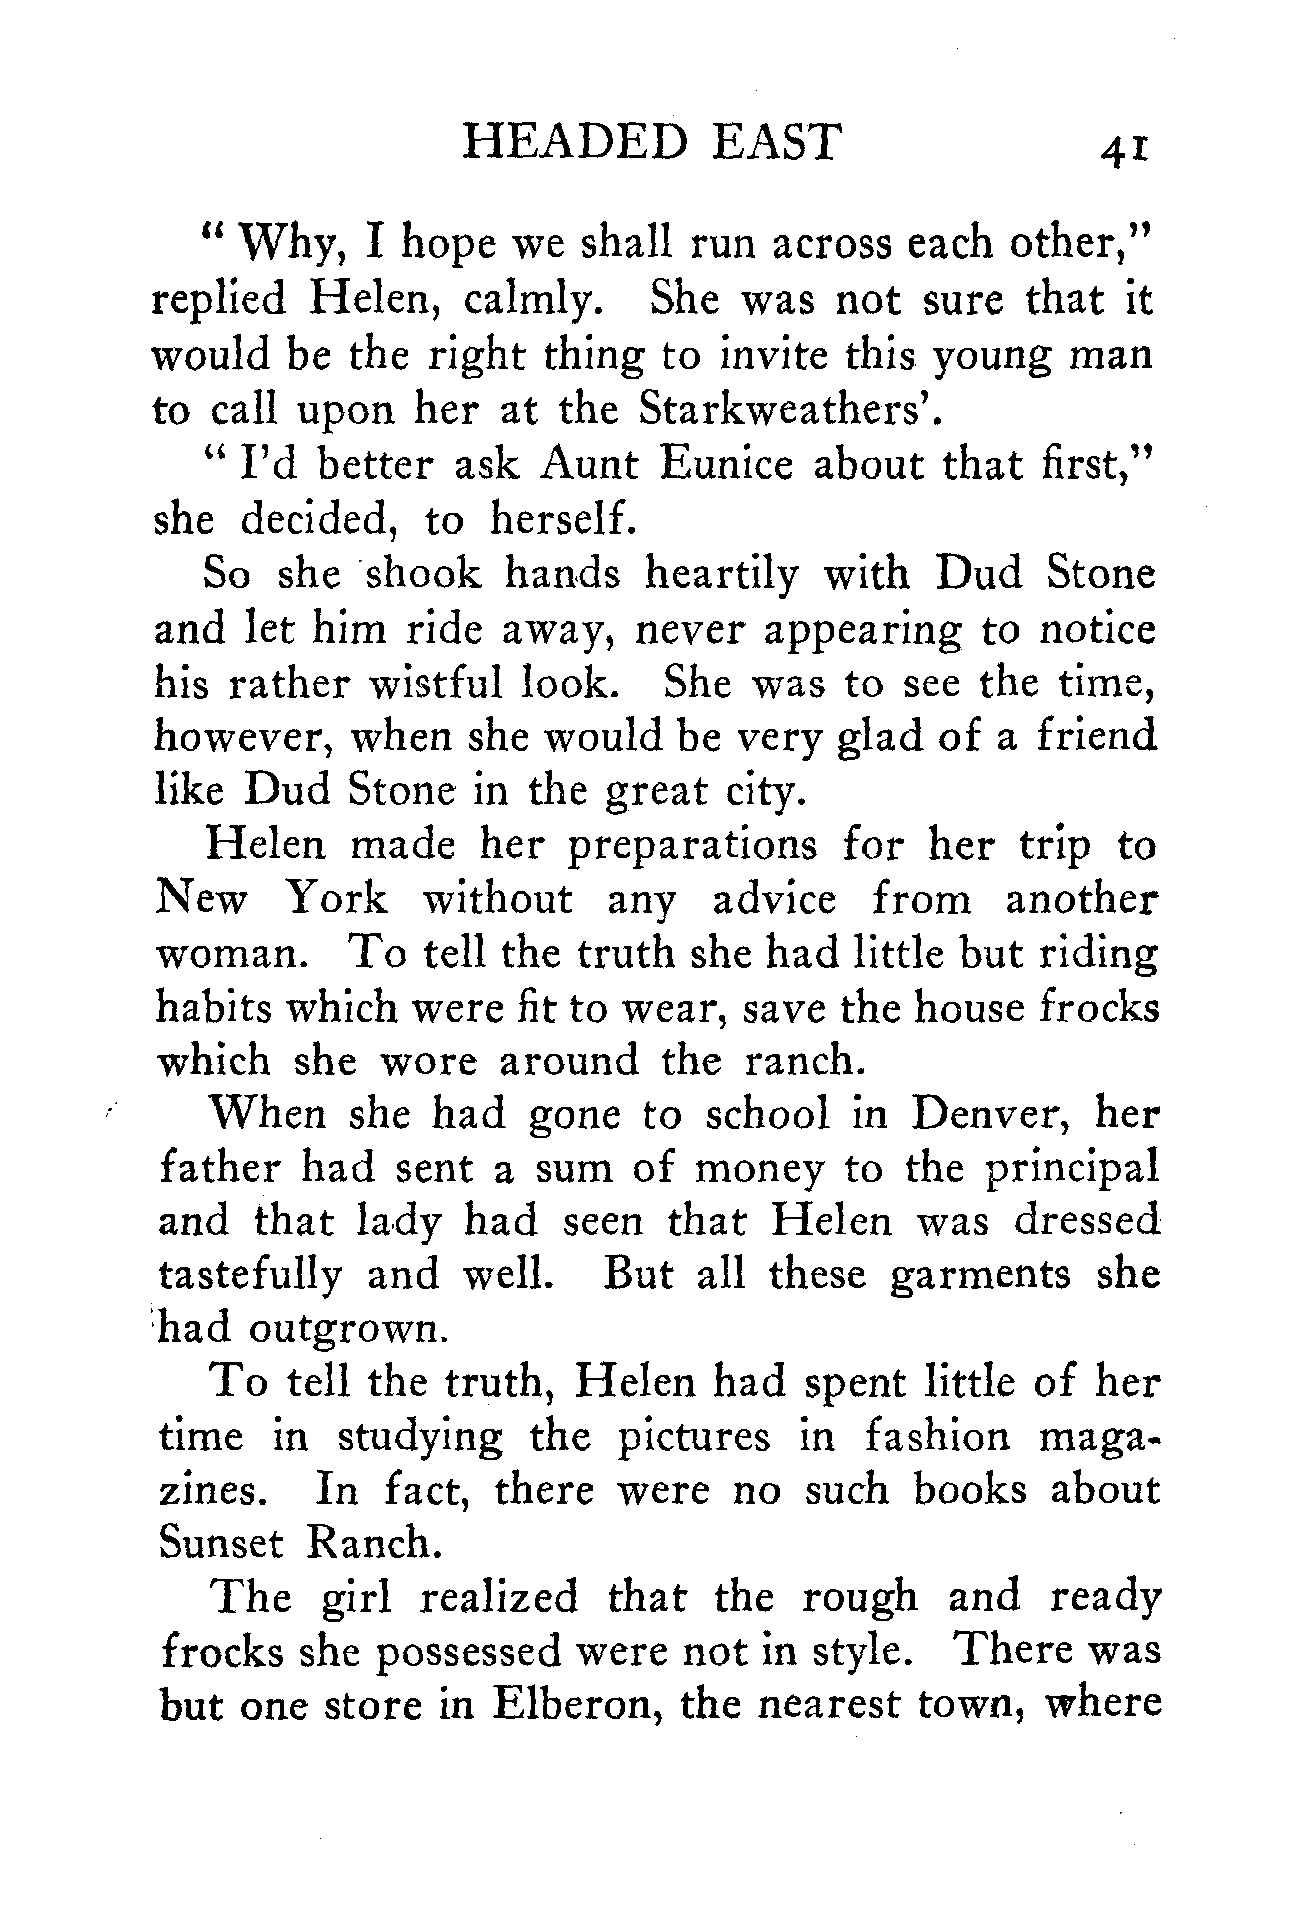 HEADED EAST 41
“ Why, I hope we shall run across each other,”
replied Helen, calmly. She was not sure that it
would be the right thing to invite this young man
to call upon her at the Starkweathers’.
“ I’d better ask Aunt Eunice about that first,”
she decided, to herself.
So she shook hands heartily with Dud Stone
and let him ride away, never appearing to notice
his rather wistful look. She was to see the time,
however, when she would be very glad of a friend
like Dud Stone in the great city.
Helen made her preparations for her trip to
New York without any advice from another
woman. To tell the truth she had little but riding
habits which were fit to wear, save the house frocks
which she wore around the ranch.
When she had gone to school in Denver, her
father had sent a sum of money to the principal
and that lady had seen that Helen was dressed
tastefully and well. But all these garments she
had outgrown.
To tell the truth, Helen had spent little of her
time in studying the pictures in fashion maga-
zines. In fact, there were no such books about
Sunset Ranch.
The girl realized that the rough and ready
frocks she possessed were not in style. There was
but one store in Elberon, the nearest town, where